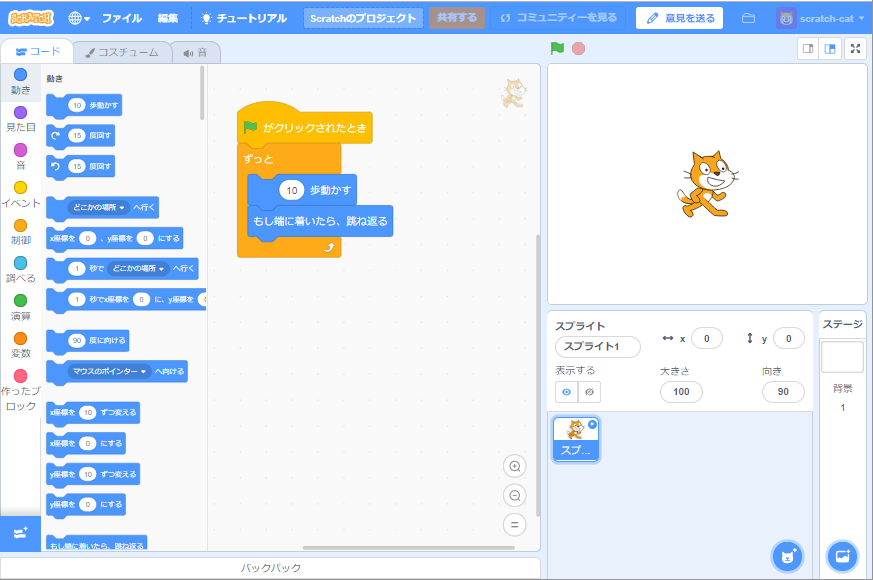 SCRATCH ファイル 編集 チュートリアル Scratchのプロジェクト 共有する コミュニティーを見る 意見を送る scratch-cat
コード コスチューム 音
動き
見た目
音
イベント
制御
調べる
演算
変数
作ったブ
ロック
動き
10 歩動かす
15 度回す
15 度回す
どこかの場所 へ行く
x座標を 0 、y座標を 0 にする
1 秒で どこかの場所 へ行く
1 秒でx座標を 0 に、y座標を
90 度に向ける
マウスのポインター へ向ける
x座標を 10 ずつ変える
x座標を 0 にする
y座標を 10 ずつ変える
y座標を 0 にする
もし端に着いたら、跳ね返る
がクリックされたとき
ずっと
10 歩動かす
もし端に着いたら、跳ね返る
バックパック
スプライト
スプライト1
x 0
y 0
表示する
大きさ
100
向き
90
スプ...
ステージ
背景
1